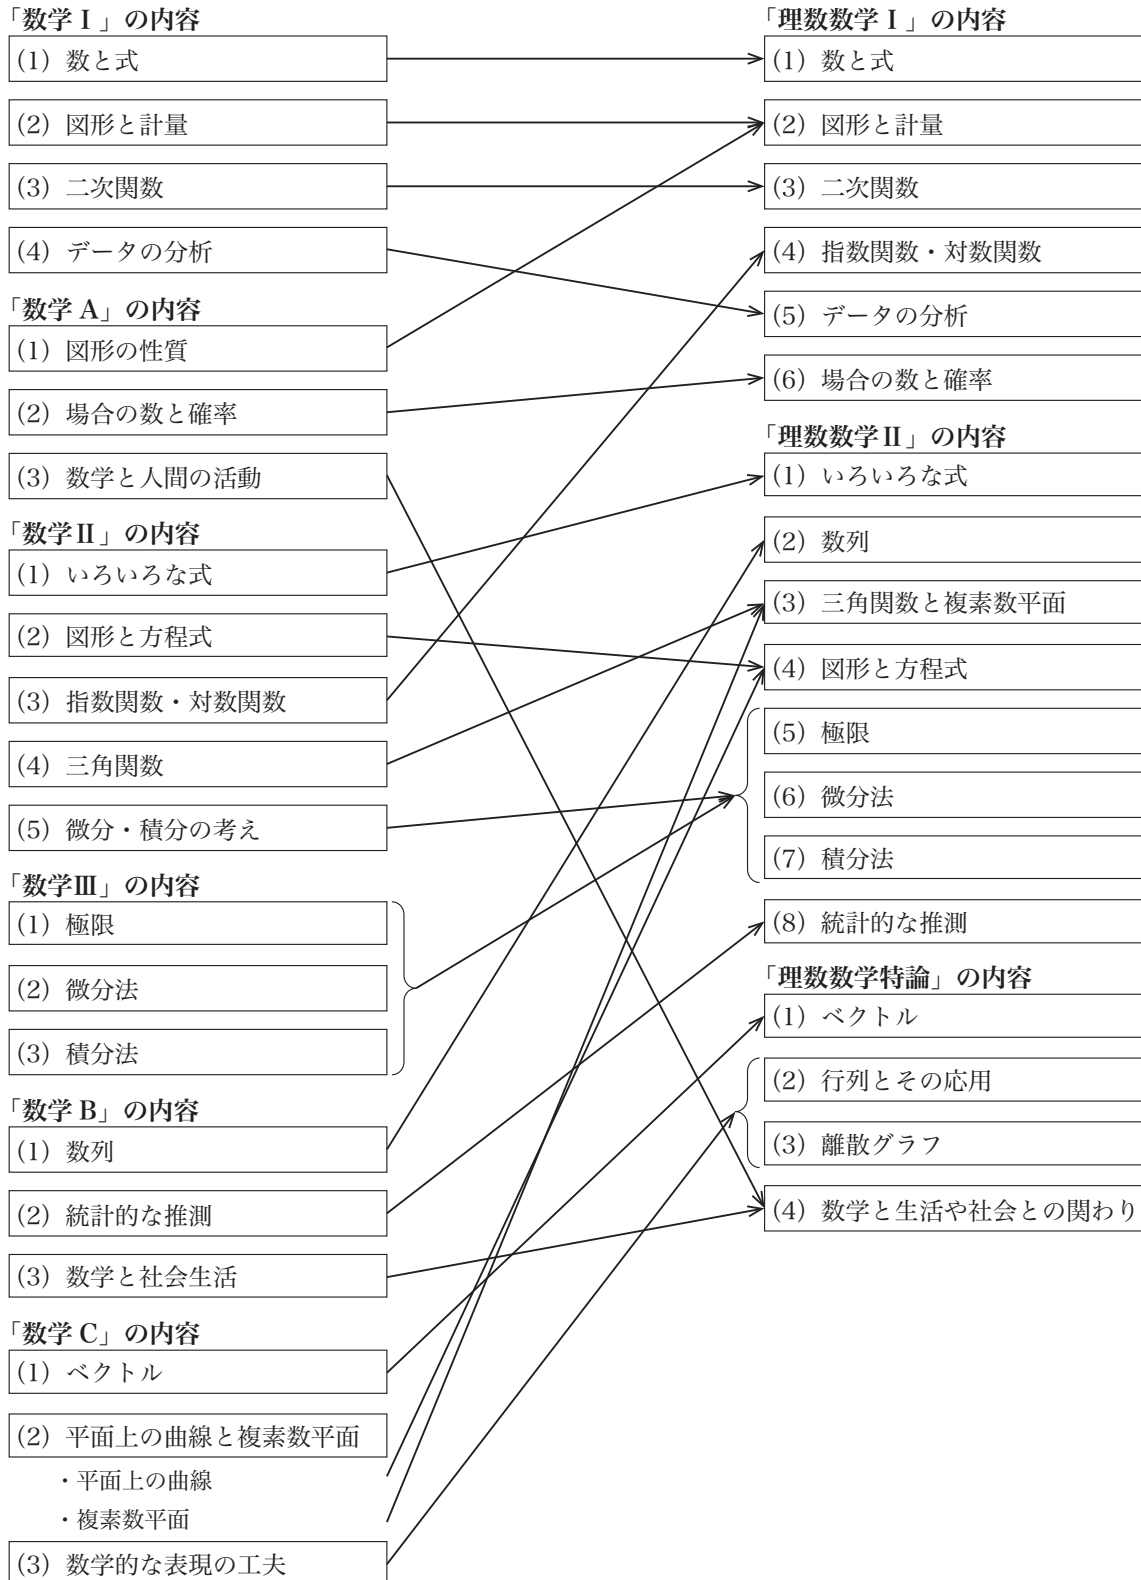 「数学Ⅰ」の内容
(1) 数と式
(2) 図形と計量
(3) 二次関数
(4) データの分析
「数学 A」の内容
(1) 図形の性質
(2) 場合の数と確率
(3) 数学と人間の活動
「数学Ⅱ」の内容
(1) いろいろな式
(2) 図形と方程式
(3) 指数関数・対数関数
(4) 三角関数
(5) 微分・積分の考え
「数学Ⅲ」の内容
(1) 極限
(2) 微分法
(3) 積分法
「数学 B」の内容
(1) 数列
(2) 統計的な推測
(3) 数学と社会生活
「数学 C」の内容
(1) ベクトル
(2) 平面上の曲線と複素数平面
・平面上の曲線
・複素数平面
(3) 数学的な表現の工夫
「理数数学Ⅰ」の内容
(1) 数と式
(2) 図形と計量
(3) 二次関数
(4) 指数関数・対数関数
(5) データの分析
(6) 場合の数と確率
「理数数学Ⅱ」の内容
(1) いろいろな式
(2) 数列
(3) 三角関数と複素数平面
(4) 図形と方程式
(5) 極限
(6) 微分法
(7) 積分法
(8) 統計的な推測
「理数数学特論」の内容
(1) ベクトル
(2) 行列とその応用
(3) 離散グラフ
(4) 数学と生活や社会との関わり